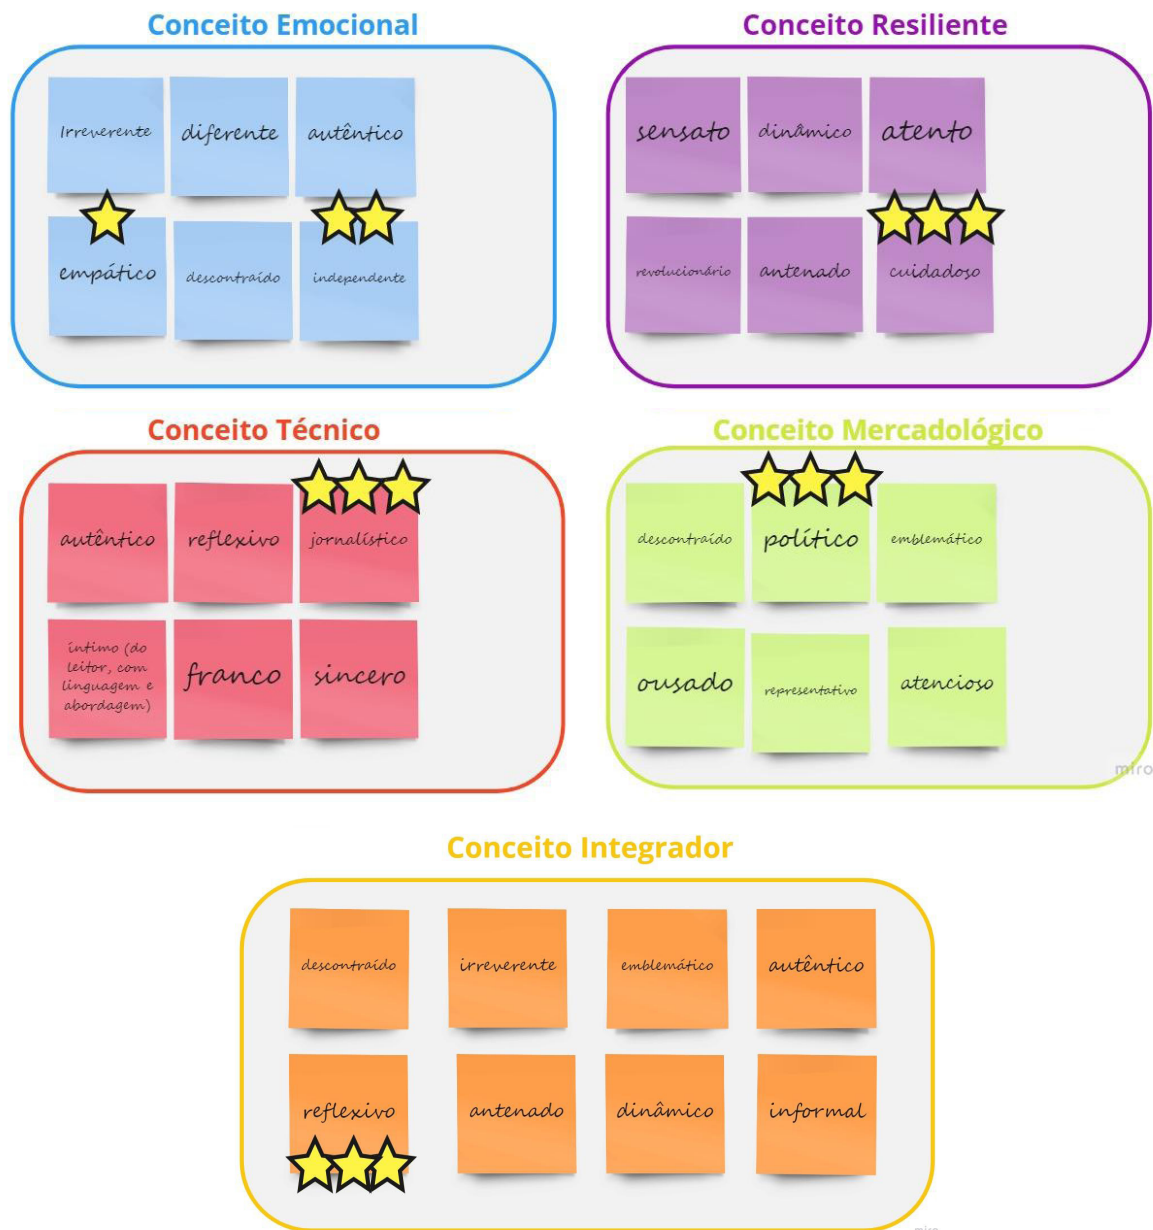 Conceito Emocional
Irreverente
diferente
autêntico
empático
descontraído
independente
Conceito Resiliente
sensato
dinâmico
atento
revolucionário
antenado
cuidadoso
Conceito Técnico
autêntico
reflexivo
jornalístico
íntimo (do
leitor, com
linguagem e
abordagem)
franco
sincero
Conceito Mercadológico
descontraído
político
emblemático
ousado
representativo
atencioso
miro
Conceito Integrador
descontraído
irreverente
emblemático
autêntico
reflexivo
antenado
dinâmico
informal
miro